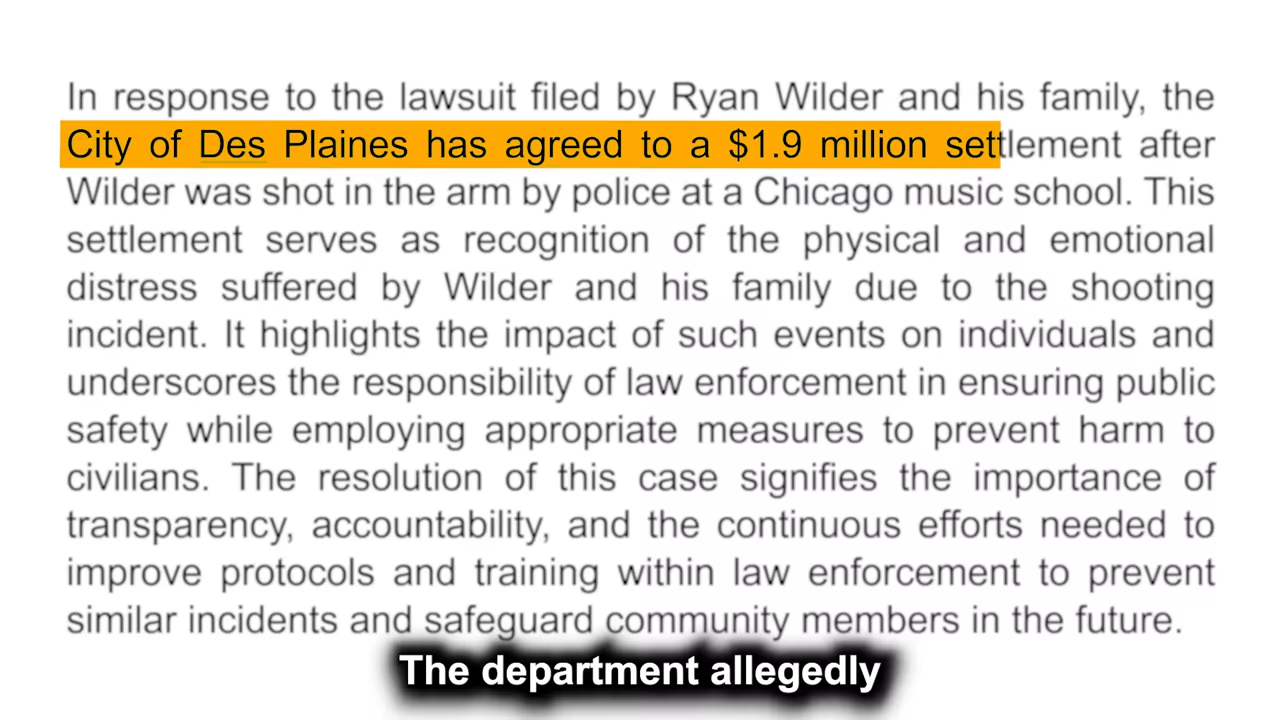 In response to the lawsuit filed by Ryan Wilder and his family, the
City of Des Plaines has agreed to a $1.9 million settlement after
Wilder was shot in the arm by police at a Chicago music school. This
settlement serves as recognition of the physical and emotional
distress suffered by Wilder and his family due to the shooting
incident. It highlights the impact of such events on individuals and
underscores the responsibility of law enforcement in ensuring public
safety while employing appropriate measures to prevent harm to
civilians. The resolution of this case signifies the importance of
transparency, accountability, and the continuous efforts needed to
improve protocols and training within law enforcement to prevent
similar incidents and safeguard community members in the future.
The department allegedly